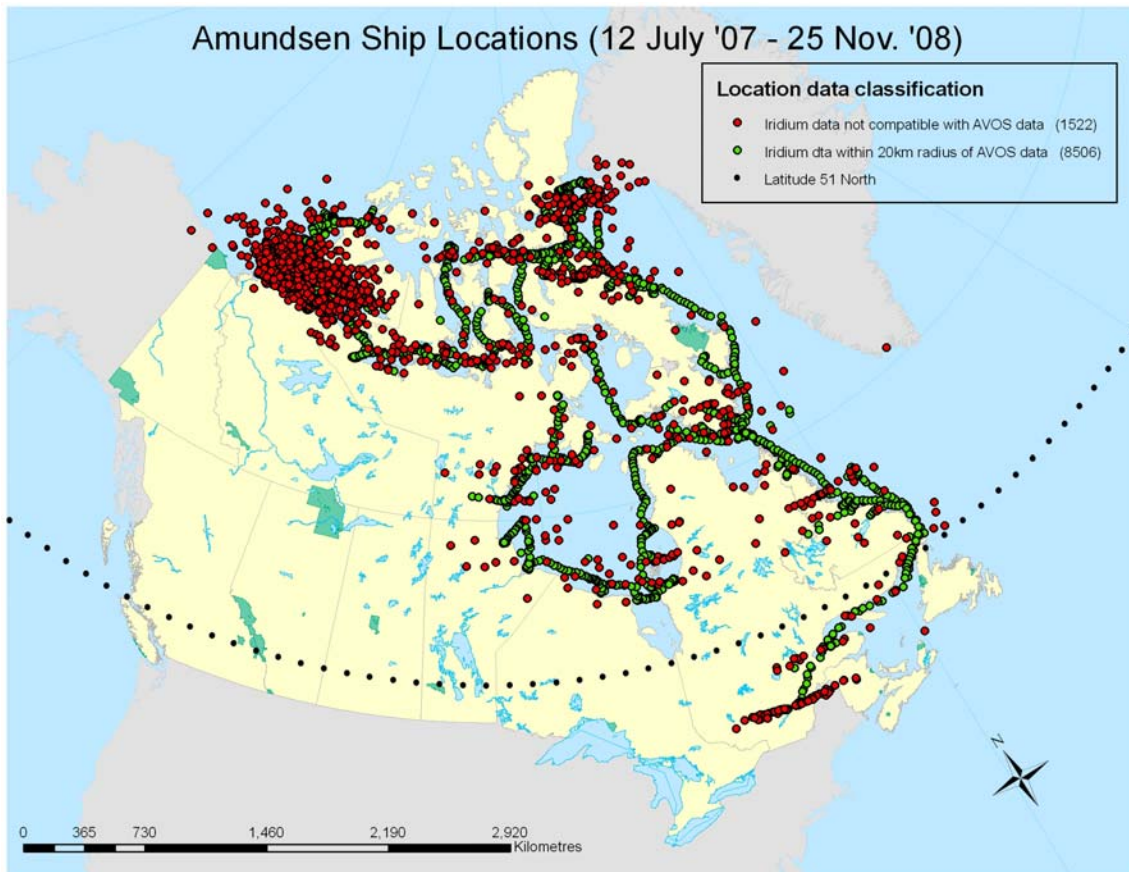 Amundsen Ship Locations (12 July '07 - 25 Nov. '08)
Location data classification
Iridium data not compatible with AVOS data (1522)
Iridium dta within 20km radius of AVOS data (8506)
Latitude 51 North
N
0 365 730 1,460 2,190 2,920
Kilometres